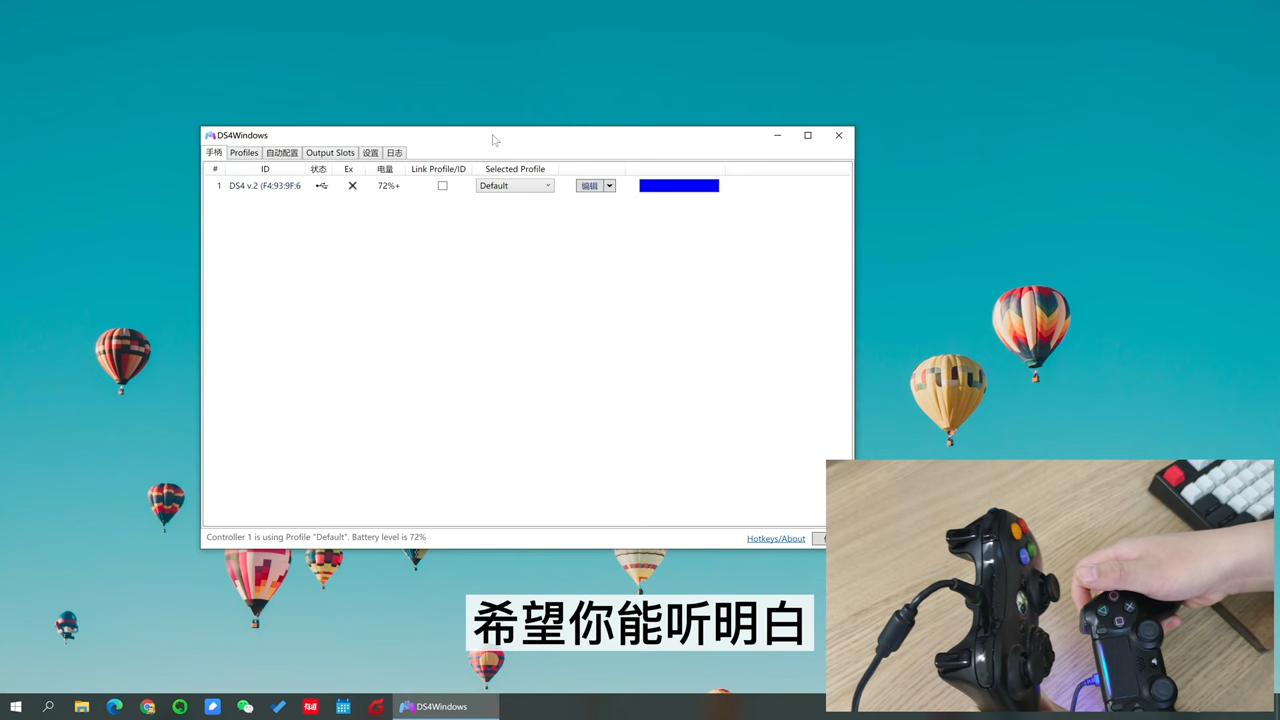 DS4Windows
手柄 Profiles 自动配置 Output Slots 设置 日志
# ID 状态 Ex 电量 Link Profile/ID Selected Profile
1 DS4 v.2 (F4:93:9F:6 72%+ Default 编辑
Controller 1 is using Profile "Default". Battery level is 72%
Hotkeys/About
希望你能听明白
有道
DS4Windows